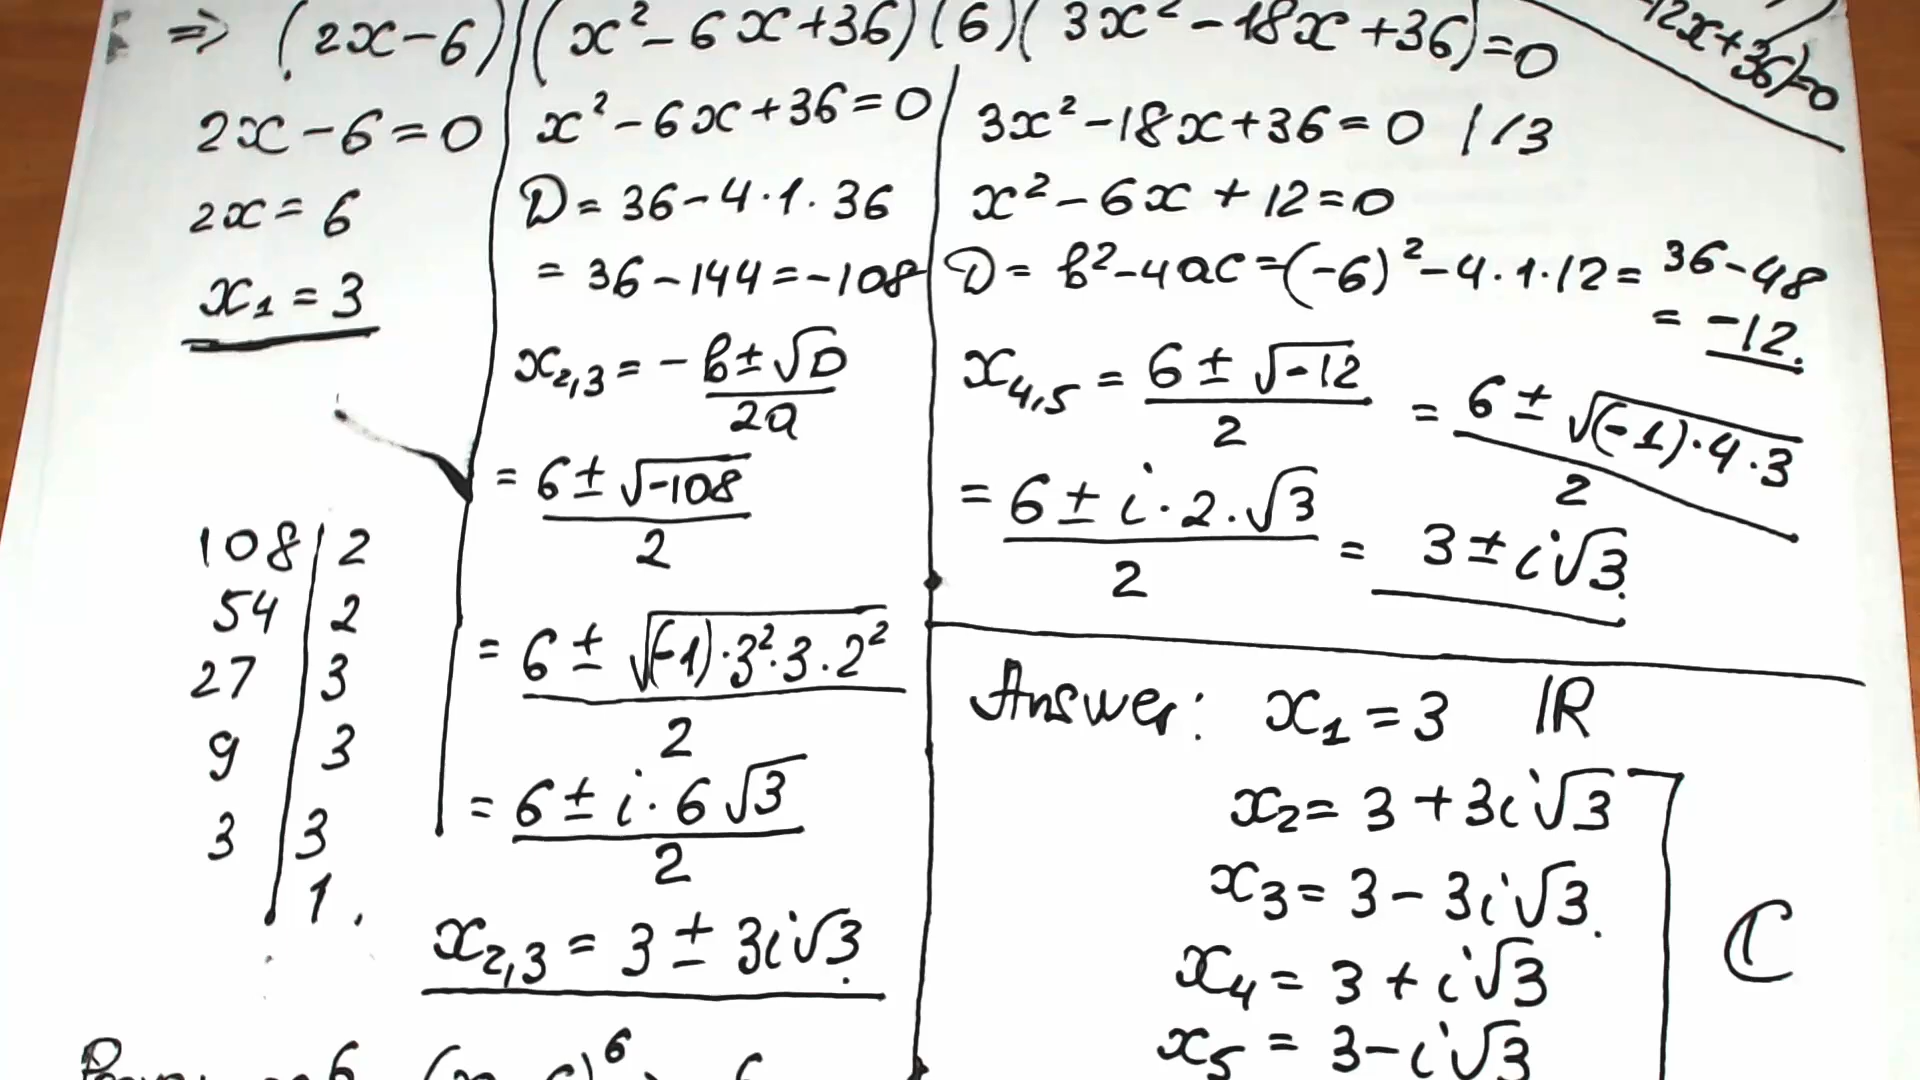 => (2x-6)(x²-6x+36)(6)(3x²-18x+36)=0
-12x+36)=0
2x-6=0
2x=6
x₁=3
108|2
54|2
27|3
9|3
3|3
1.
x²-6x+36=0
D=36-4·1·36
=36-144=-108
x₂,₃=-b±√D/2a
=6±√-108/2
=6±√(-1)·3²·3·2²/2
=6±i·6√3/2
x₂,₃=3±3i√3.
3x²-18x+36=0 |/3
x²-6x+12=0
D=b²-4ac=(-6)²-4·1·12=36-48
=-12.
x₄,₅=6±√-12/2=6±√(-1)·4·3/2
=6±i·2·√3/2=3±i√3.
Answer: x₁=3 ℝ
x₂=3+3i√3
x₃=3-3i√3.
x₄=3+i√3
x₅=3-i√3
ℂ